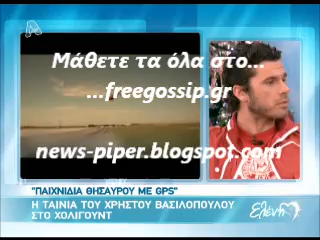 Μάθετε τα όλα στο...
...freegossip.gr
news-piper.blogspot.com
"ΠΑΙΧΝΙΔΙΑ ΘΗΣΑΥΡΟΥ ΜΕ GPS"
Η ΤΑΙΝΙΑ ΤΟΥ ΧΡΗΣΤΟΥ ΒΑΣΙΛΟΠΟΥΛΟΥ
ΣΤΟ ΧΟΛΙΓΟΥΝΤ
Ελένη